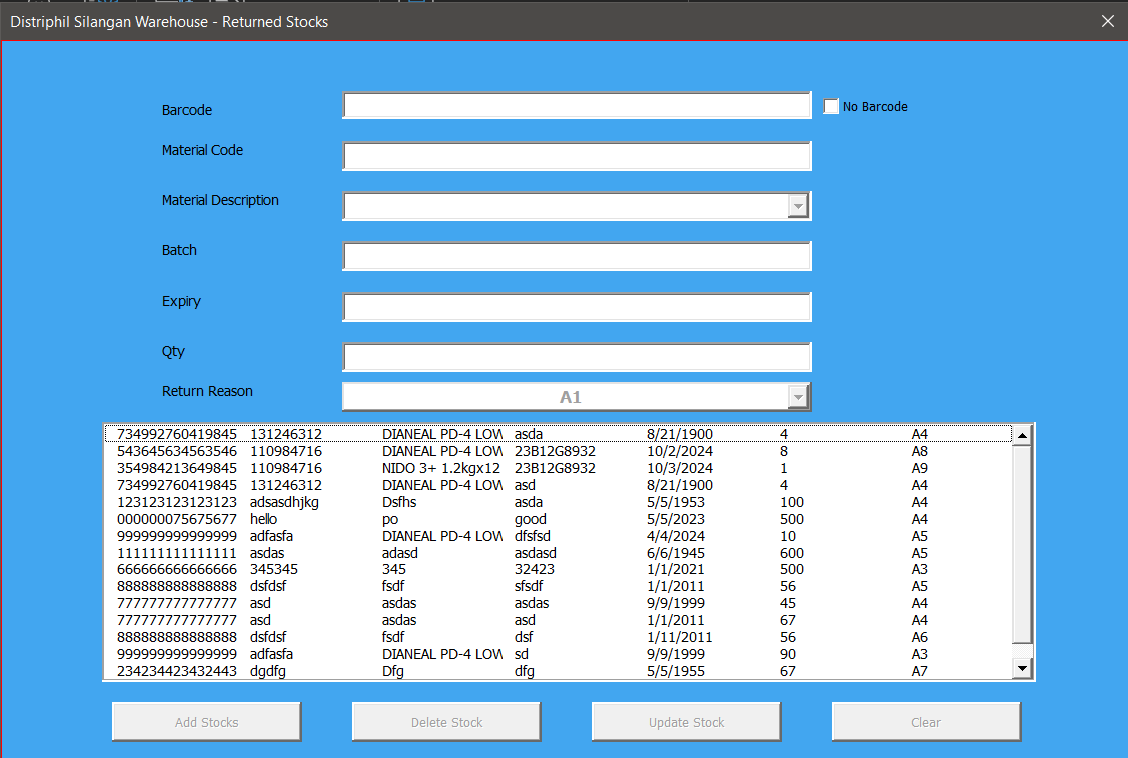 Distriphil Silangan Warehouse - Returned Stocks
Barcode
No Barcode
Material Code
Material Description
Batch
Expiry
Qty
Return Reason A1
734992760419845 131246312 DIANEAL PD-4 LOW asda 8/21/1900 4 A4
543645634563546 110984716 DIANEAL PD-4 LOW 23B12G8932 10/2/2024 8 A8
354984213649845 110984716 NIDO 3+ 1.2kgx12 23B12G8932 10/3/2024 1 A9
734992760419845 131246312 DIANEAL PD-4 LOW asd 8/21/1900 4 A4
123123123123123 adsasdhjkg Dsfhs asda 5/5/1953 100 A4
000000075675677 hello po good 5/5/2023 500 A4
999999999999999 adfasfa DIANEAL PD-4 LOW dfsfsd 4/4/2024 10 A5
111111111111111 asdas adasd asdasd 6/6/1945 600 A5
666666666666666 345345 345 32423 1/1/2021 500 A3
888888888888888 dsfdsf fsdf sfsdf 1/1/2011 56 A5
777777777777777 asd asdas asdas 9/9/1999 45 A4
777777777777777 asd asdas asd 1/1/2011 67 A4
888888888888888 dsfdsf fsdf dsf 1/11/2011 56 A6
999999999999999 adfasfa DIANEAL PD-4 LOW sd 9/9/1999 90 A3
234234423432443 dgdfg Dfg dfg 5/5/1955 67 A7
Add Stocks Delete Stock Update Stock Clear